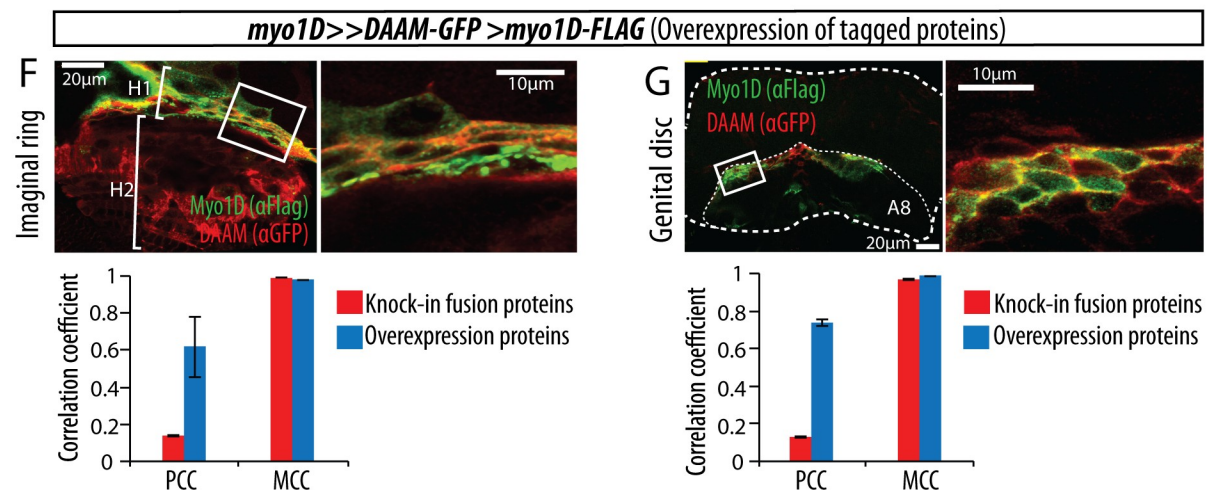 myo1D>>DAAM-GFP >myo1D-FLAG (Overexpression of tagged proteins)
F
20µm
H1
H2
Myo1D (αFlag)
DAAM (αGFP)
10µm
Imaginal ring
G
Myo1D (αFlag)
DAAM (αGFP)
A8
20µm
10µm
Genital disc
Correlation coefficient
1
0.8
0.6
0.4
0.2
0
PCC
MCC
Knock-in fusion proteins
Overexpression proteins
Correlation coefficient
1
0.8
0.6
0.4
0.2
0
PCC
MCC
Knock-in fusion proteins
Overexpression proteins